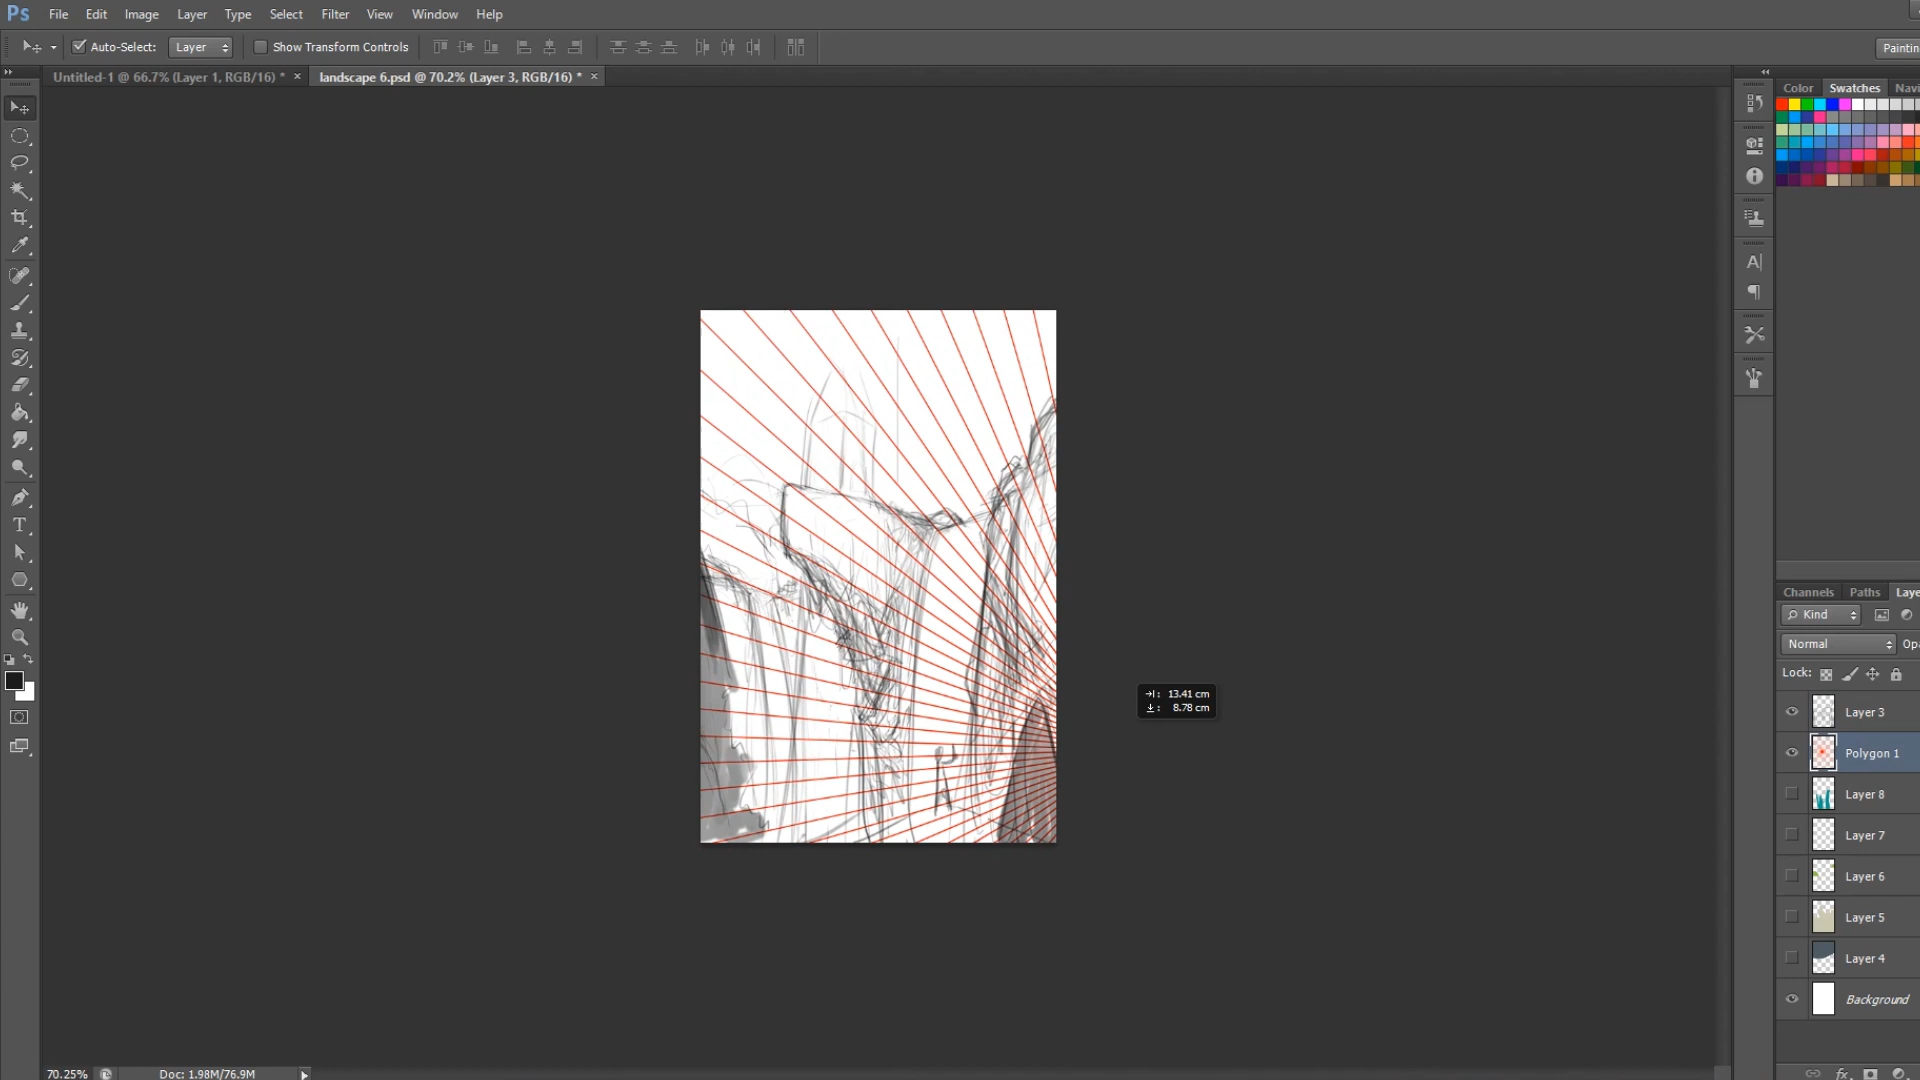 Ps File Edit Image Layer Type Select Filter View Window Help
Auto-Select: Layer Show Transform Controls
Untitled-1 @ 66.7% (Layer 1, RGB/16) * × landscape 6.psd @ 70.2% (Layer 3, RGB/16) * ×
Paintin
Color Swatches Navi
A|
T
13.41 cm
8.78 cm
Channels Paths Laye
Kind
Normal Opa
Lock:
Layer 3
Polygon 1
Layer 8
Layer 7
Layer 6
Layer 5
Layer 4
Background
fx
70.25% Doc: 1.98M/76.9M